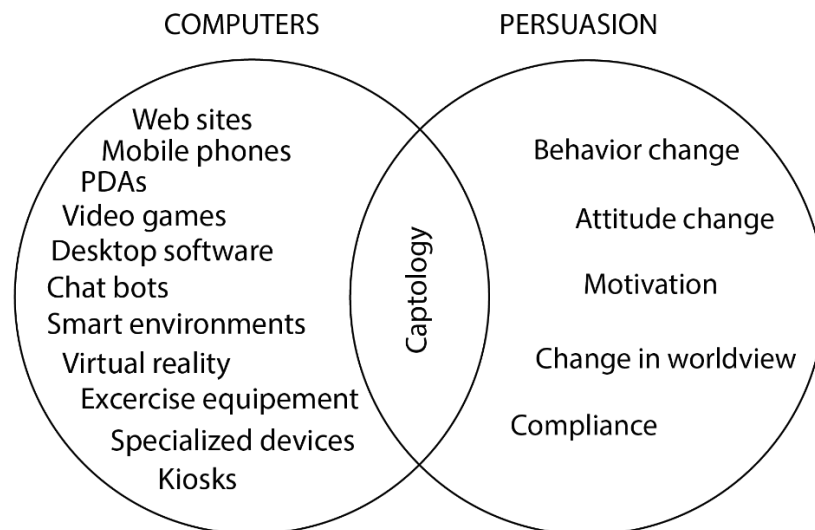 COMPUTERS
PERSUASION
Web sites
Mobile phones
PDAs
Video games
Desktop software
Chat bots
Smart environments
Virtual reality
Excercise equipement
Specialized devices
Kiosks
Captology
Behavior change
Attitude change
Motivation
Change in worldview
Compliance